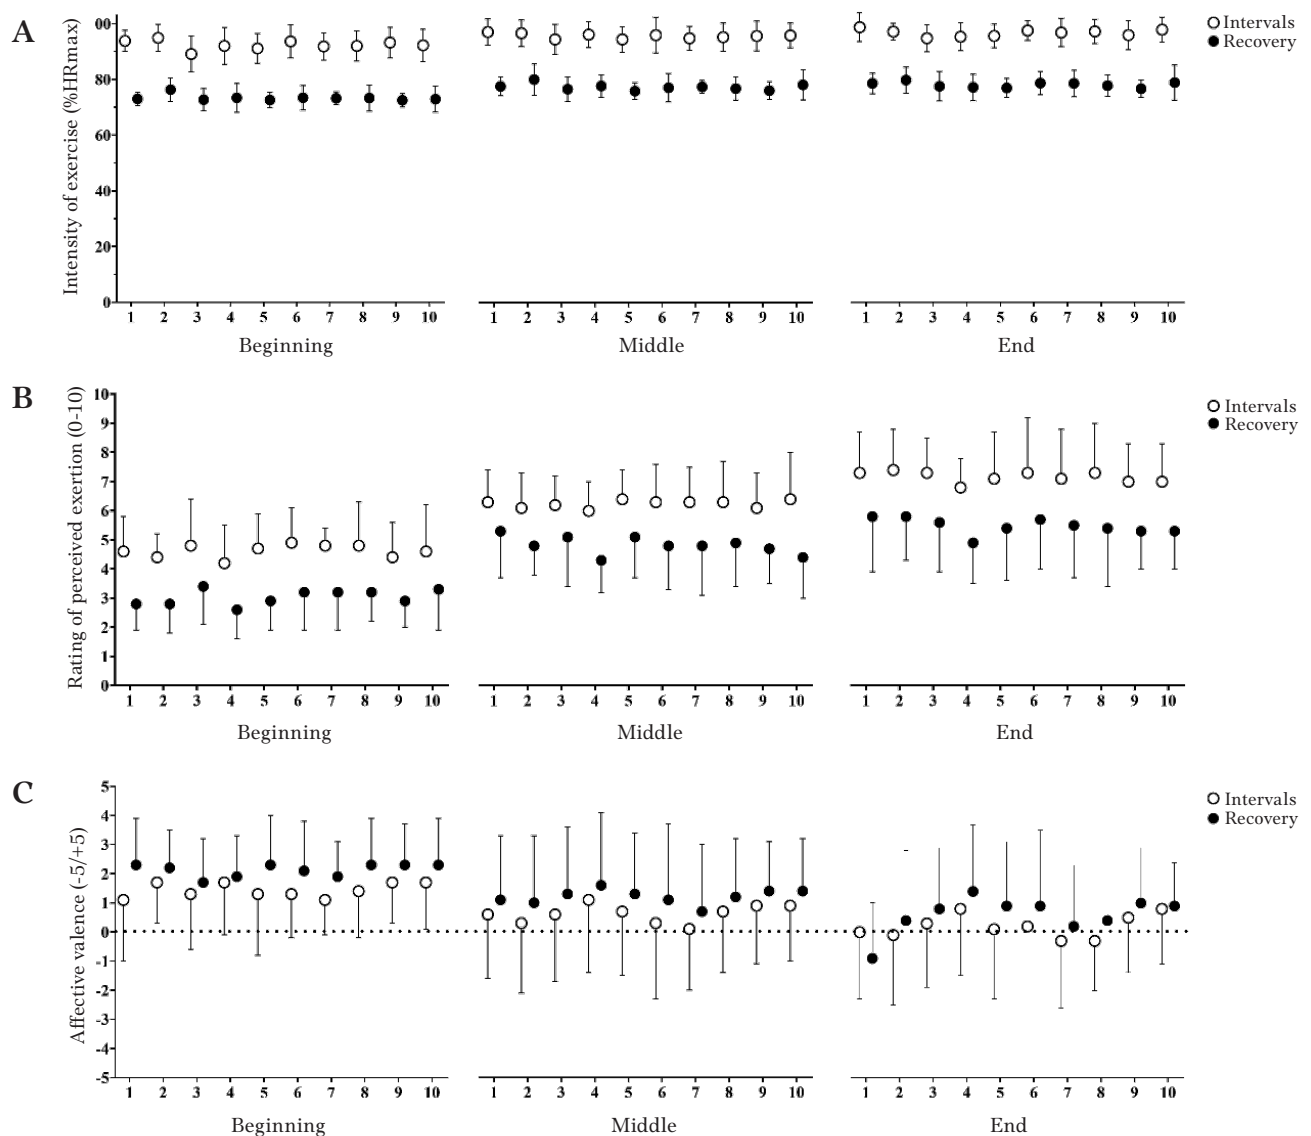 A
Intensity of exercise (%HRmax)
00
80
60
40
20
0
Intervals
Recovery
1 2 3 4 5 6 7 8 9 10
1 2 3 4 5 6 7 8 9 10
1 2 3 4 5 6 7 8 9 10
Beginning
Middle
End
B
Rating of perceived exertion (0-10)
10
9
8
7
6
5
4
3
2
1
0
Intervals
Recovery
1 2 3 4 5 6 7 8 9 10
1 2 3 4 5 6 7 8 9 10
1 2 3 4 5 6 7 8 9 10
Beginning
Middle
End
C
Affective valence (-5/+5)
5
4
3
2
1
0
-1
-2
-3
-4
-5
Intervals
Recovery
1 2 3 4 5 6 7 8 9 10
1 2 3 4 5 6 7 8 9 10
1 2 3 4 5 6 7 8 9 10
Beginning
Middle
End